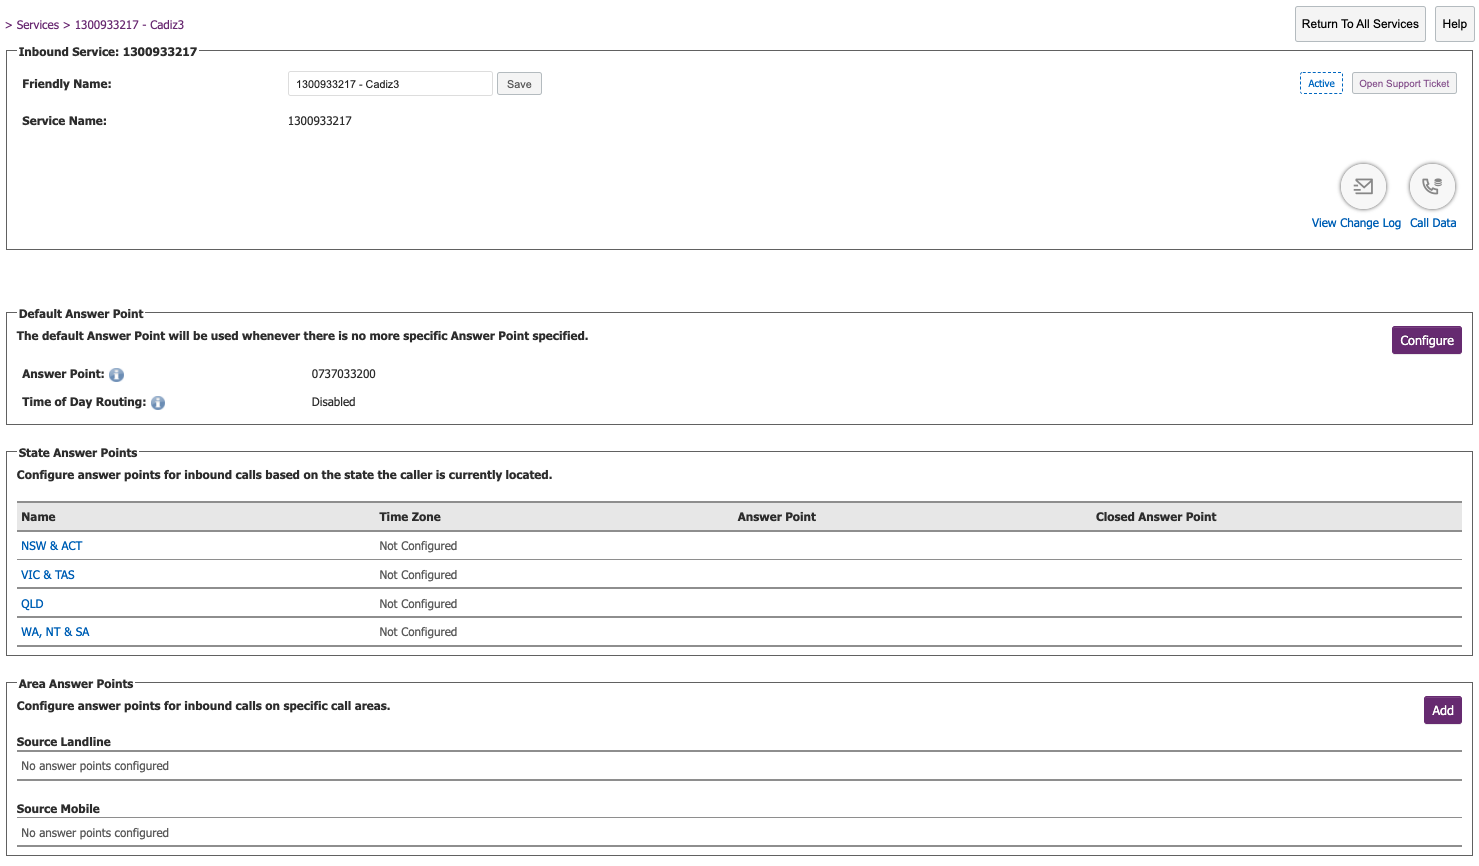 > Services > 1300933217 - Cadiz3
Return To All Services
Help
Inbound Service: 1300933217
Friendly Name:
1300933217 - Cadiz3
Save
Active
Open Support Ticket
Service Name:
1300933217
View Change Log
Call Data
Default Answer Point
The default Answer Point will be used whenever there is no more specific Answer Point specified.
Configure
Answer Point:
0737033200
Time of Day Routing:
Disabled
State Answer Points
Configure answer points for inbound calls based on the state the caller is currently located.
Name Time Zone Answer Point Closed Answer Point
NSW & ACT Not Configured
VIC & TAS Not Configured
QLD Not Configured
WA, NT & SA Not Configured
Area Answer Points
Configure answer points for inbound calls on specific call areas.
Add
Source Landline
No answer points configured
Source Mobile
No answer points configured